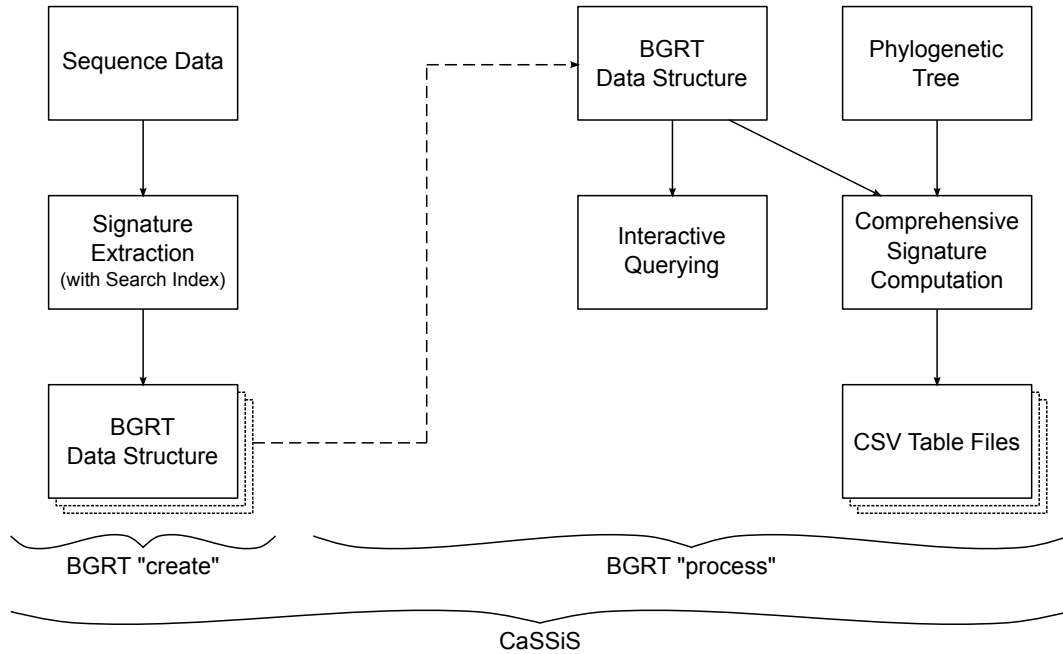 Sequence Data
Signature
Extraction
(with Search Index)
BGRT
Data Structure
BGRT
Data Structure
Phylogenetic
Tree
Interactive
Querying
Comprehensive
Signature
Computation
CSV Table Files
BGRT "create"
BGRT "process"
CaSSiS